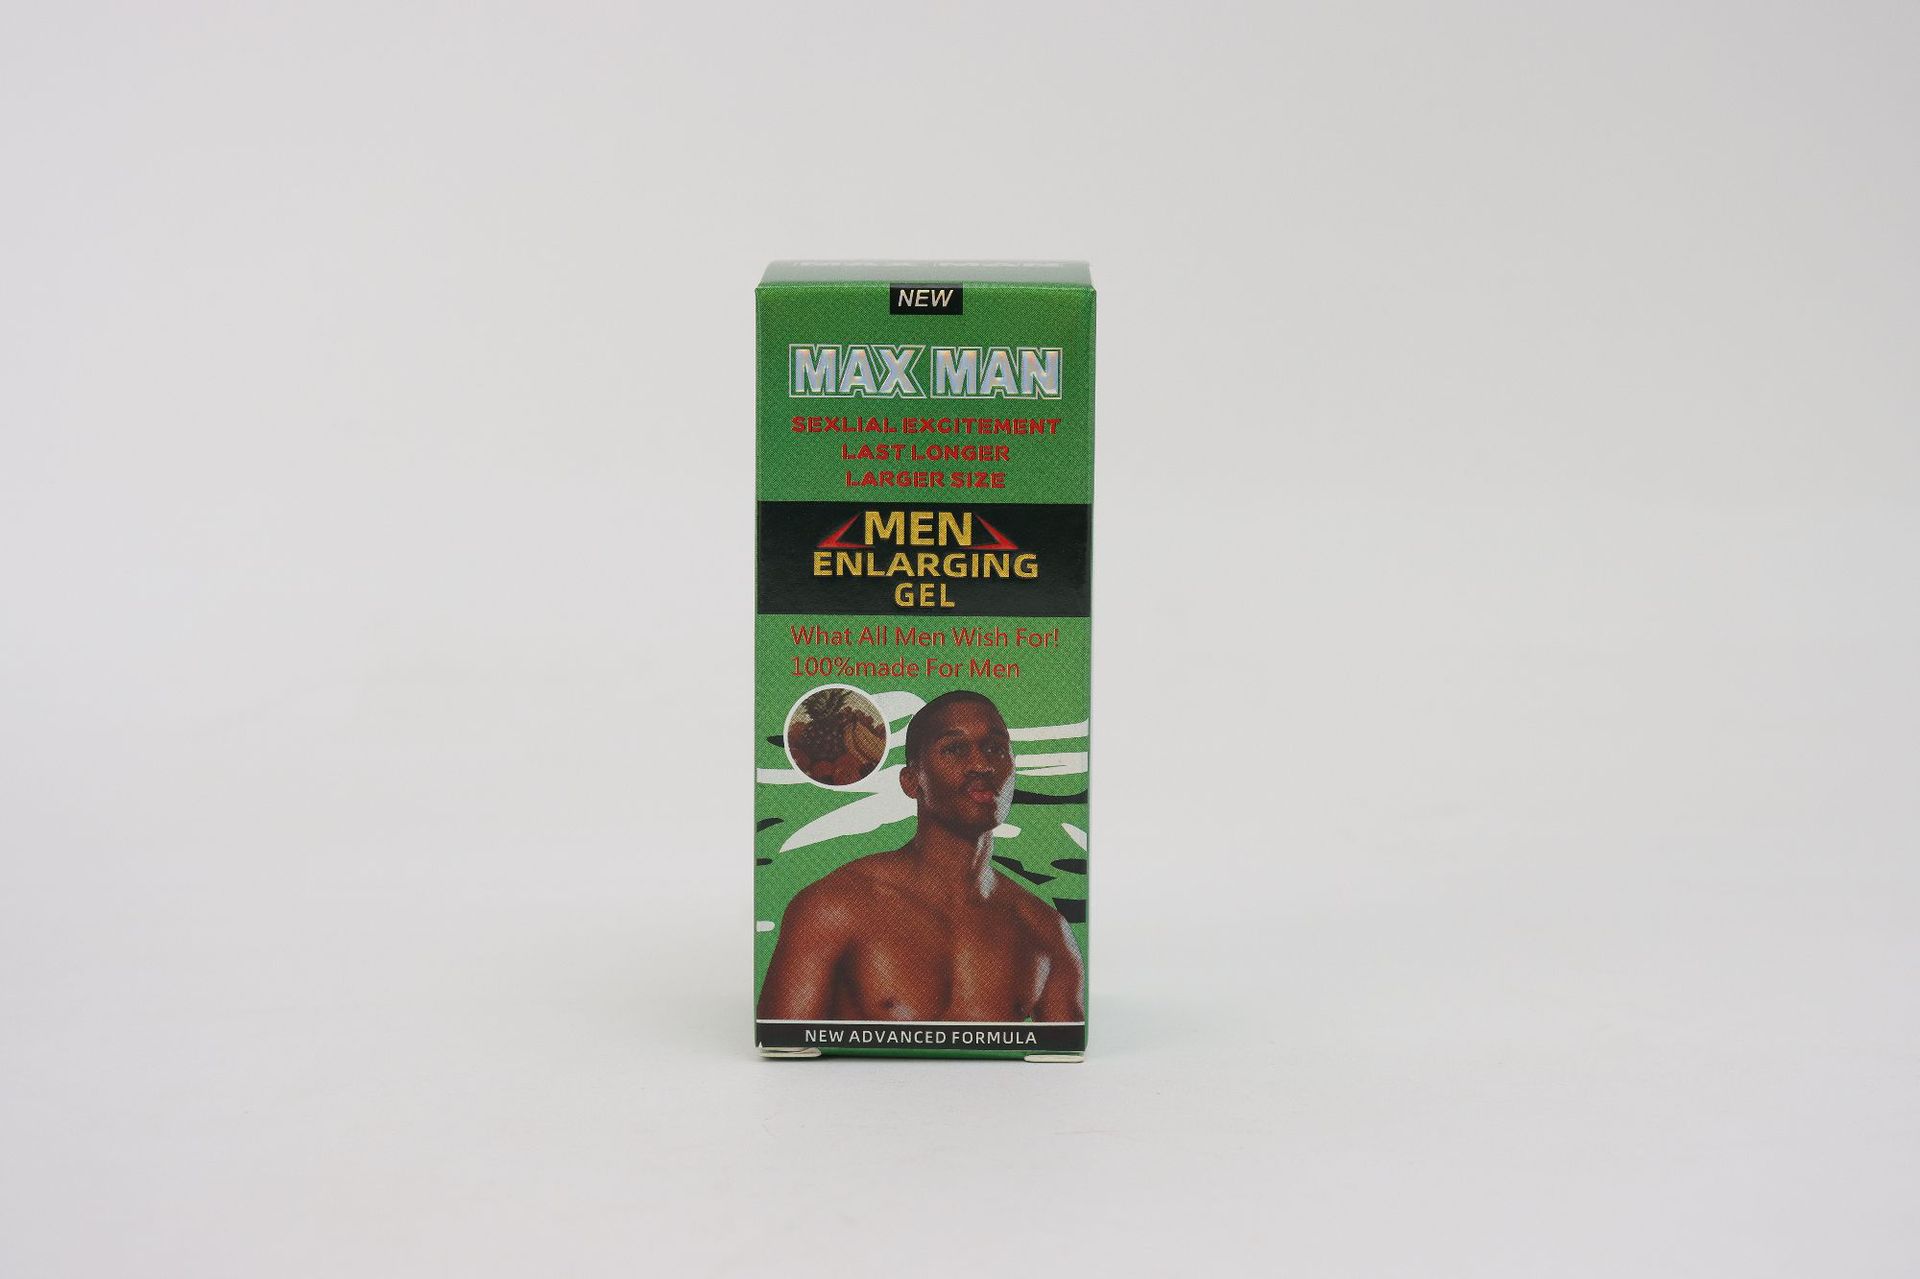 NEW
MAX MAN
SEXLIAL EXCITEMENT
LAST LONGER
LARGER SIZE
MEN
ENLARGING
GEL
What All Men Wish For!
100%made For Men
NEW ADVANCED FORMULA